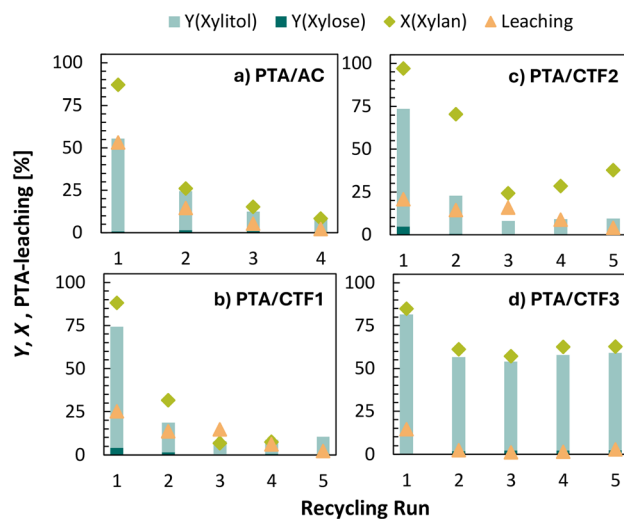 Y(Xylitol) Y(Xylose) X(Xylan) Leaching
Y, X , PTA-leaching [%]
a) PTA/AC
100
75
50
25
0
1 2 3 4
c) PTA/CTF2
100
75
50
25
0
1 2 3 4 5
b) PTA/CTF1
100
75
50
25
0
1 2 3 4 5
d) PTA/CTF3
100
75
50
25
0
1 2 3 4 5
Recycling Run